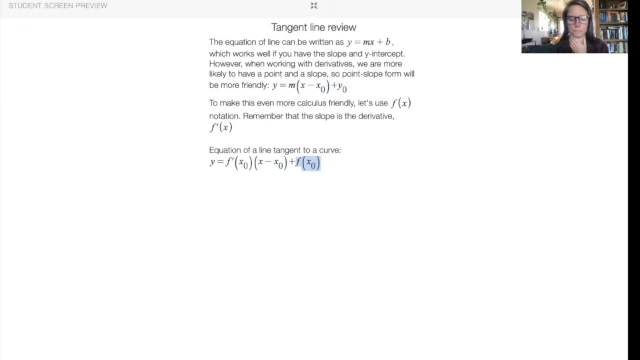 STUDENT SCREEN PREVIEW
Tangent line review
The equation of line can be written as y = mx + b,
which works well if you have the slope and y-intercept.
However, when working with derivatives, we are more
likely to have a point and a slope, so point-slope form will
be more friendly: y = m(x − x₀) + y₀
To make this even more calculus friendly, let's use f(x)
notation. Remember that the slope is the derivative,
f'(x)
Equation of a line tangent to a curve:
y = f'(x₀)(x − x₀) + f(x₀)